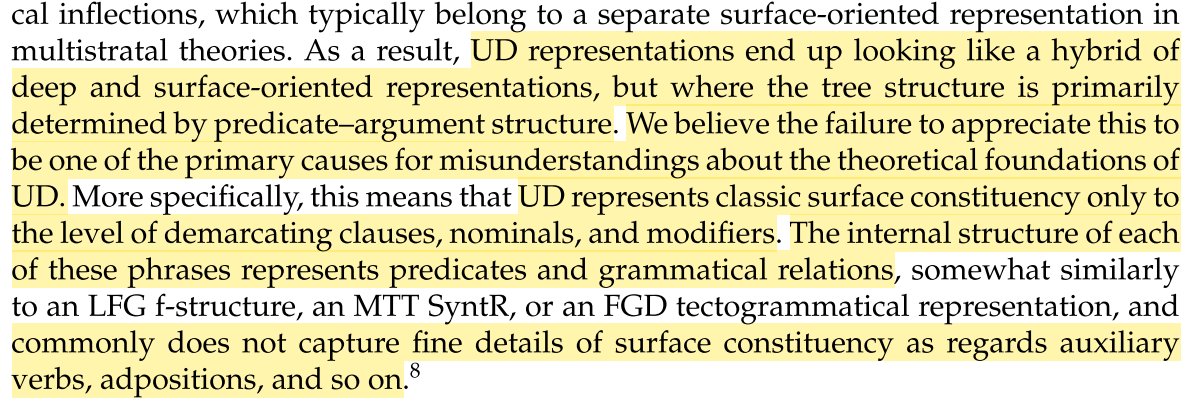 cal inflections, which typically belong to a separate surface-oriented representation in
multistratal theories. As a result, UD representations end up looking like a hybrid of
deep and surface-oriented representations, but where the tree structure is primarily
determined by predicate–argument structure. We believe the failure to appreciate this to
be one of the primary causes for misunderstandings about the theoretical foundations of
UD. More specifically, this means that UD represents classic surface constituency only to
the level of demarcating clauses, nominals, and modifiers. The internal structure of each
of these phrases represents predicates and grammatical relations, somewhat similarly
to an LFG f-structure, an MTT SyntR, or an FGD tectogrammatical representation, and
commonly does not capture fine details of surface constituency as regards auxiliary
verbs, adpositions, and so on.⁸